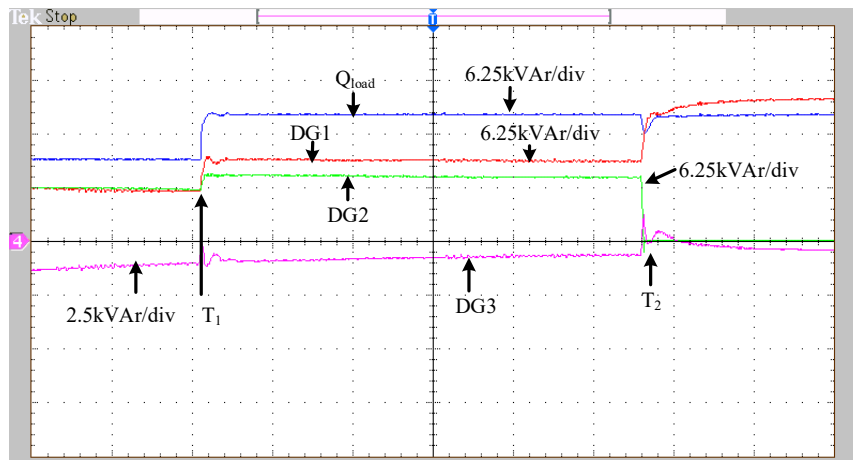 Tek Stop
T
Qload
6.25kVAr/div
DG1
6.25kVAr/div
6.25kVAr/div
DG2
4
2.5kVAr/div
T1
DG3
T2